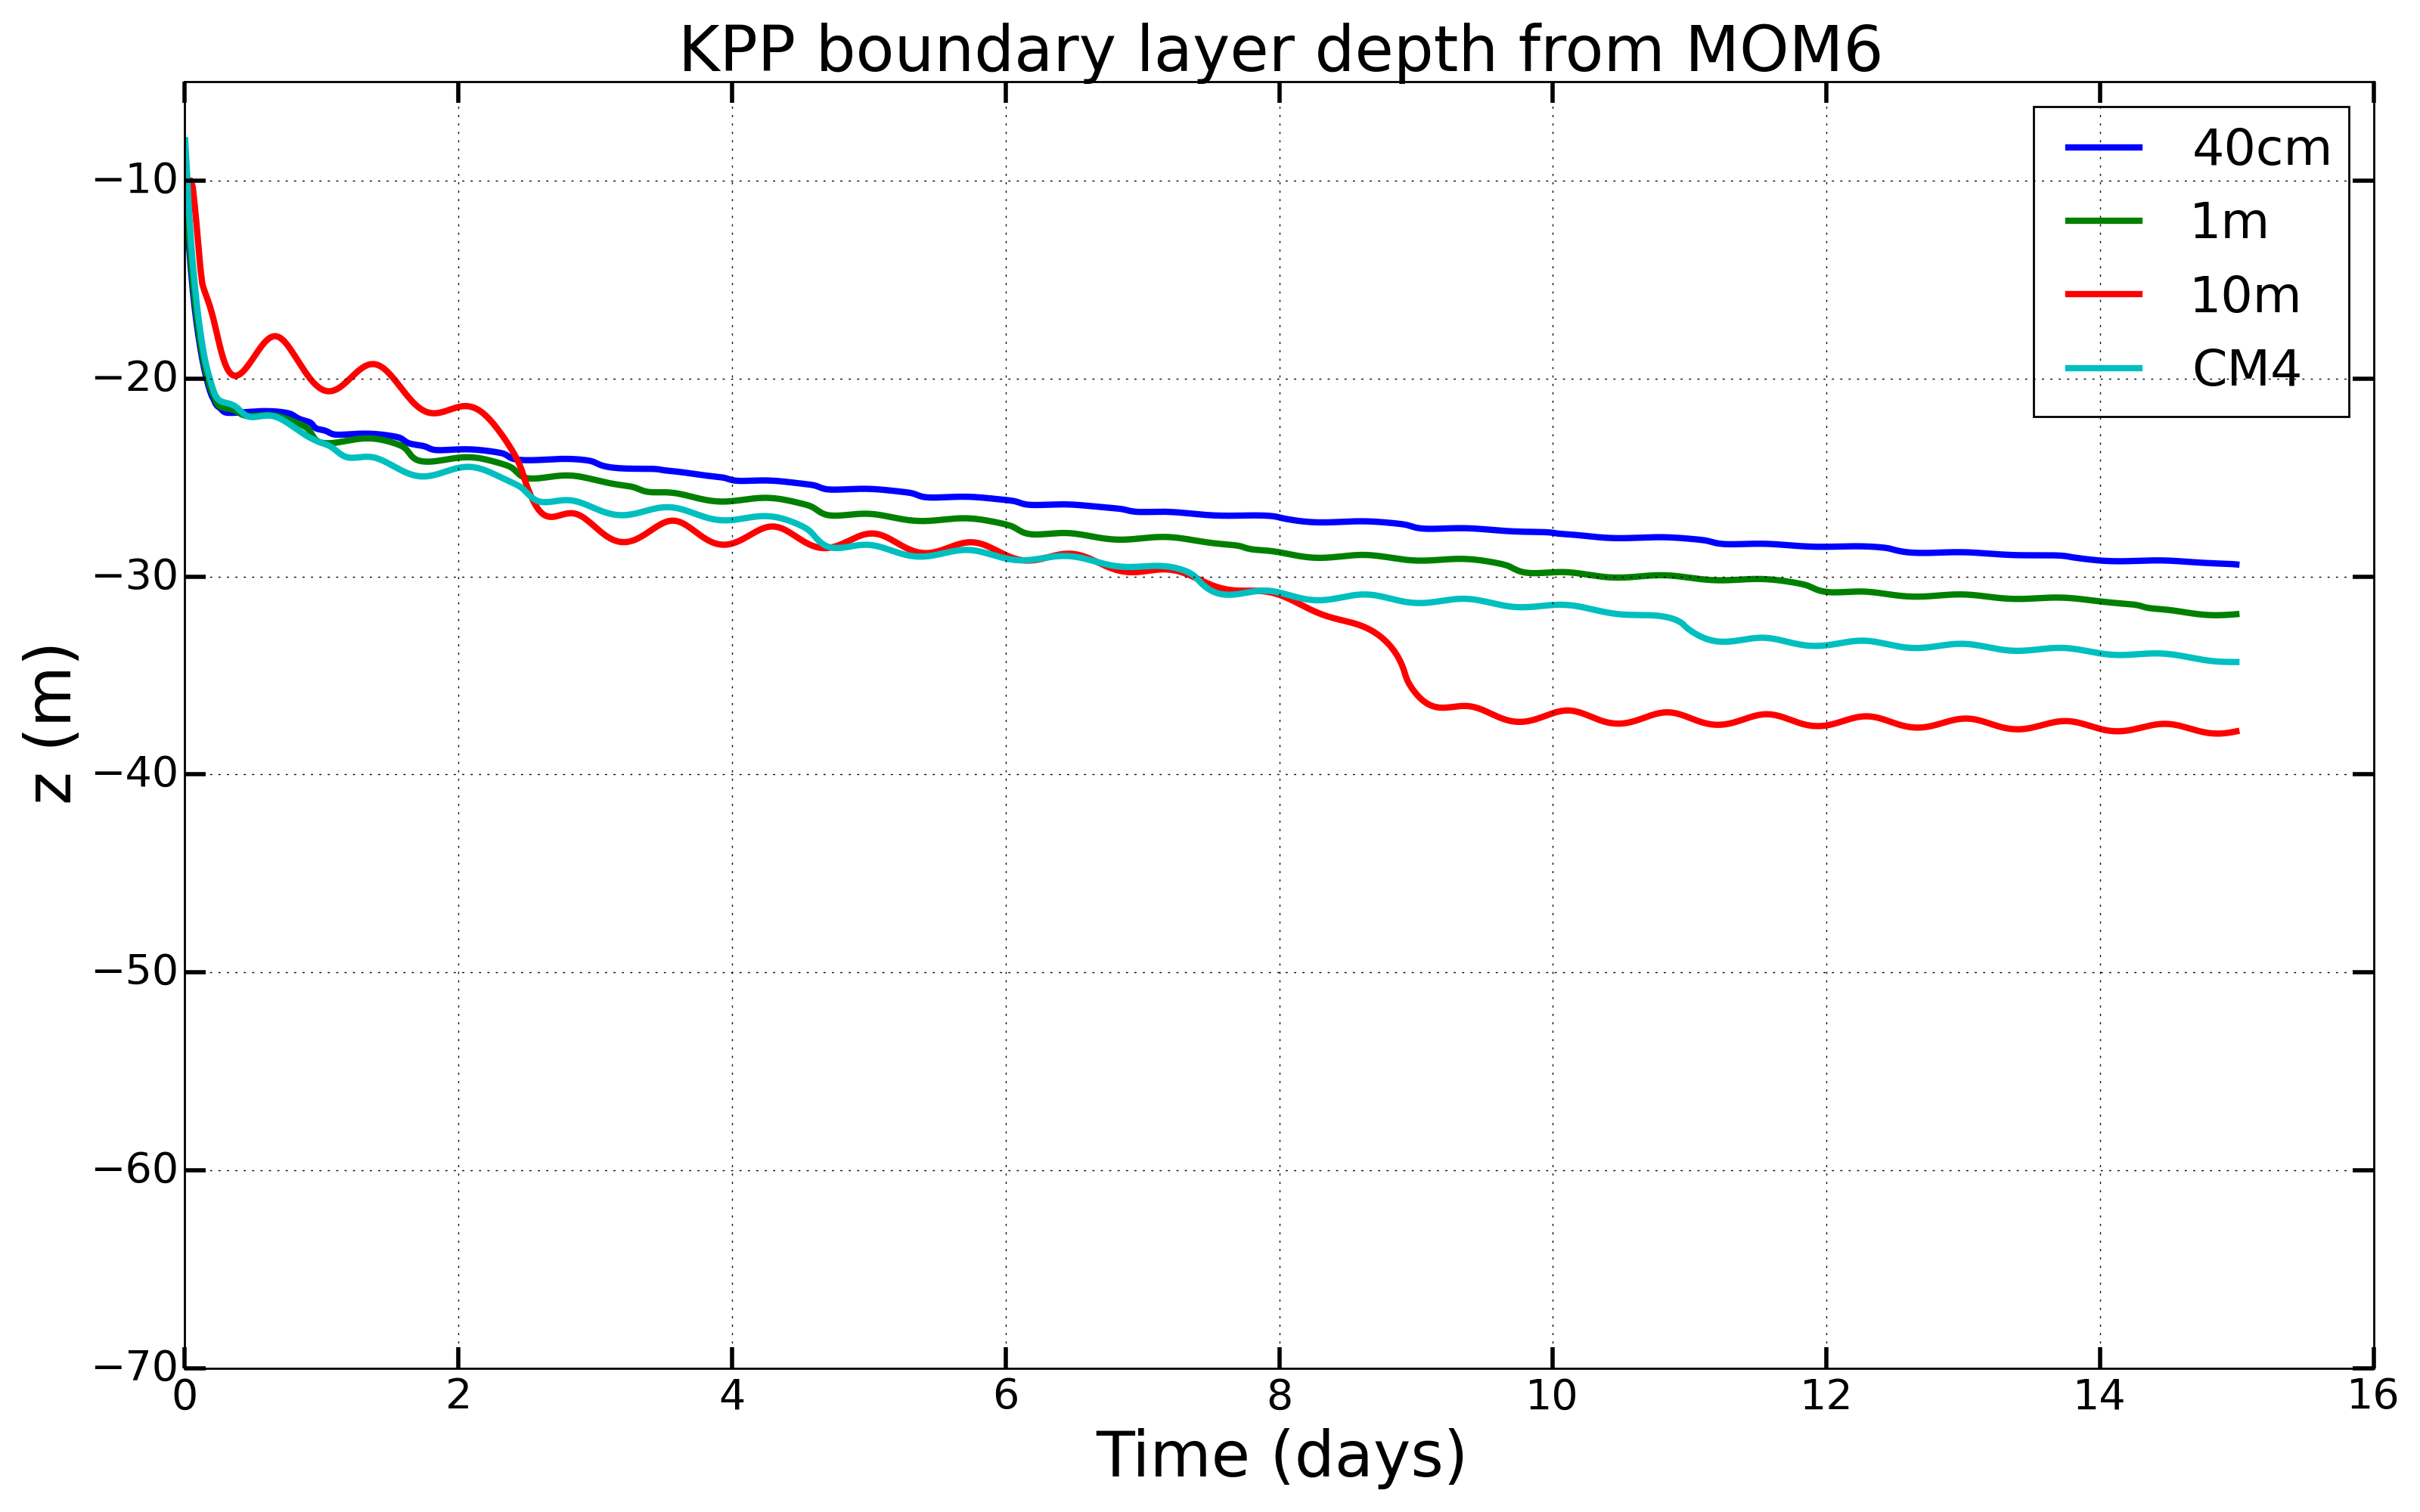 KPP boundary layer depth from MOM6
40cm
1m
10m
CM4
z (m)
−10
−20
−30
−40
−50
−60
−70
0 2 4 6 8 10 12 14 16
Time (days)